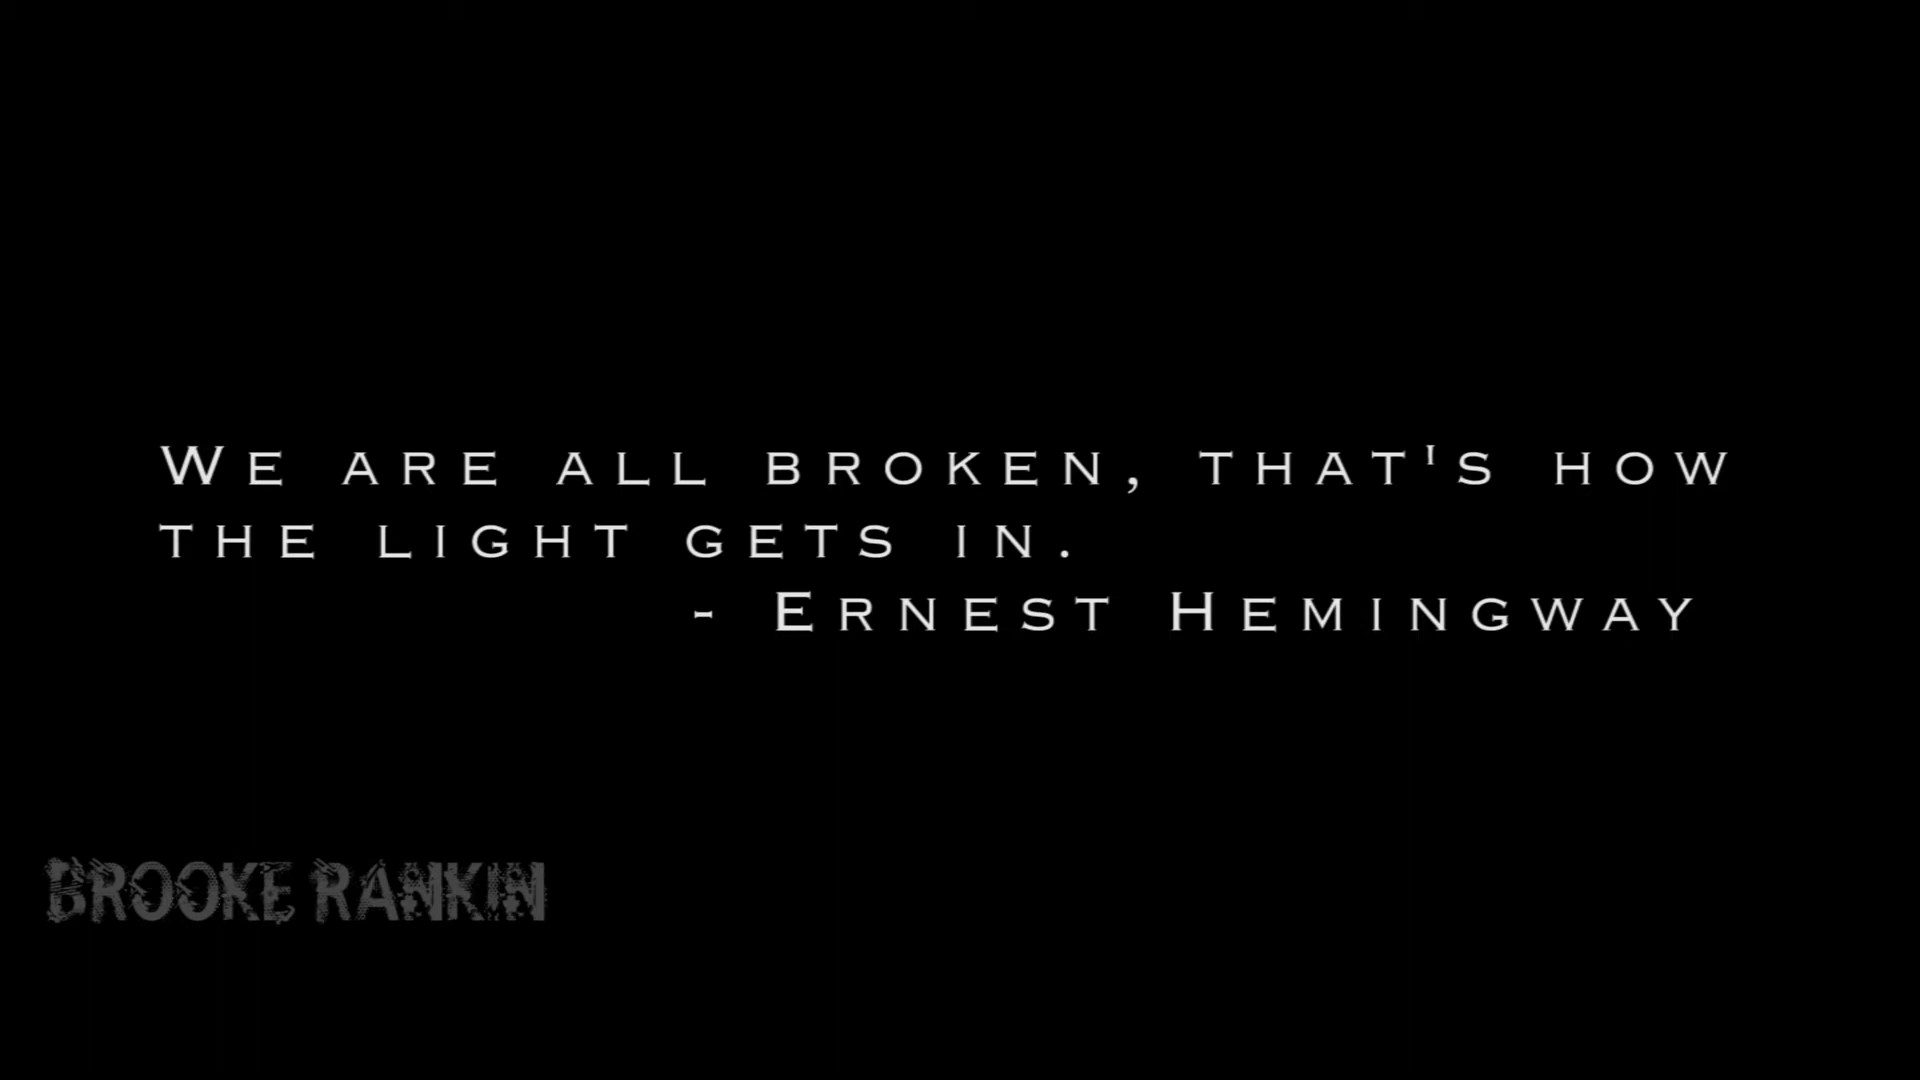 We are all broken, that's how
the light gets in.
- Ernest Hemingway
BROOKE RANKIN